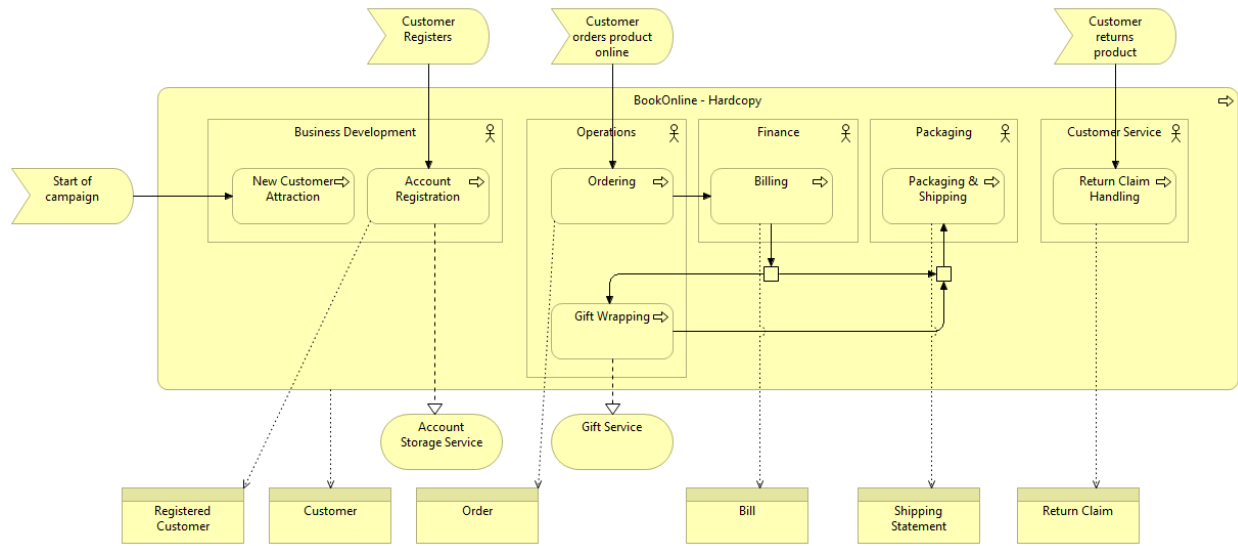 Customer
Registers
Customer
orders product
online
Customer
returns
product
BookOnline - Hardcopy
Business Development
Operations
Finance
Packaging
Customer Service
Start of
campaign
New Customer
Attraction
Account
Registration
Ordering
Billing
Packaging &
Shipping
Return Claim
Handling
Gift Wrapping
Account
Storage Service
Gift Service
Registered
Customer
Customer
Order
Bill
Shipping
Statement
Return Claim